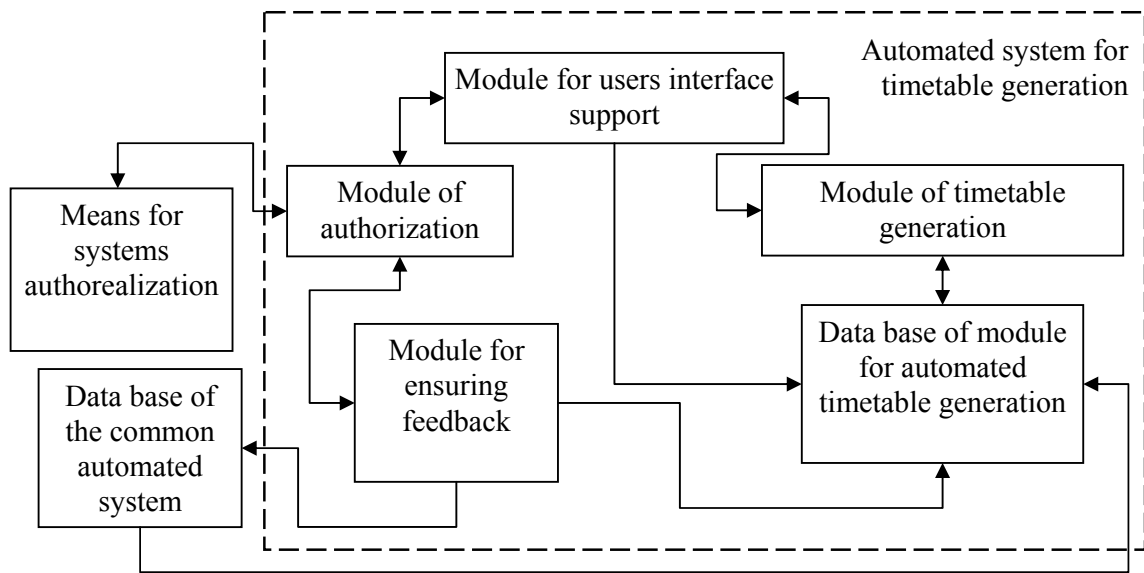 Automated system for
timetable generation
Module for users interface
support
Module of
authorization
Module of timetable
generation
Means for
systems
authorealization
Module for
ensuring
feedback
Data base of module
for automated
timetable generation
Data base of
the common
automated
system